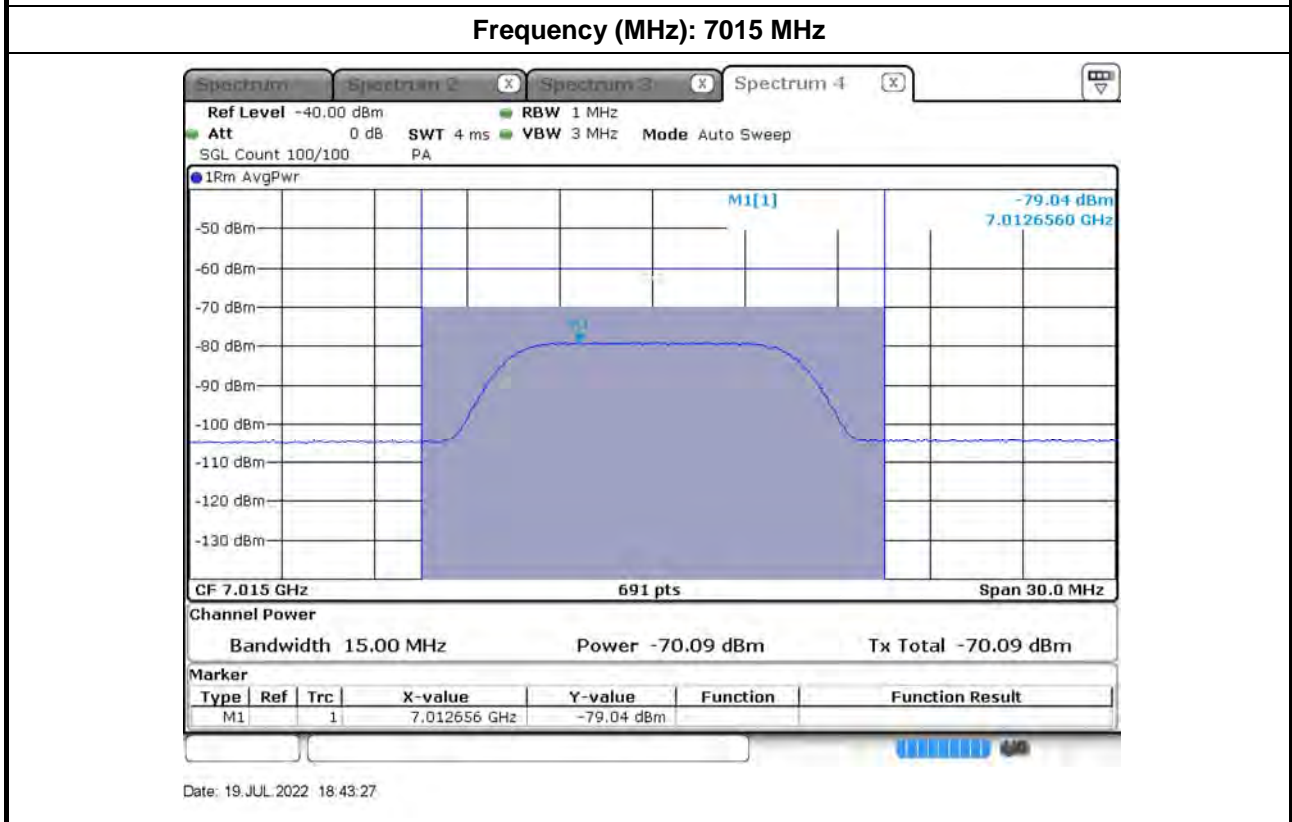 Frequency (MHz): 7015 MHz
Spectrum Spectrum 2 X Spectrum 3 X Spectrum 4 X
Ref Level -40.00 dBm RBW 1 MHz
Att 0 dB SWT 4 ms VBW 3 MHz Mode Auto Sweep
SGL Count 100/100 PA
1Rm AvgPwr
M1[1] -79.04 dBm
7.0126560 GHz
-50 dBm
-60 dBm
-70 dBm
M1
-80 dBm
-90 dBm
-100 dBm
-110 dBm
-120 dBm
-130 dBm
CF 7.015 GHz 691 pts Span 30.0 MHz
Channel Power
Bandwidth 15.00 MHz Power -70.09 dBm Tx Total -70.09 dBm
Marker
Type Ref Trc X-value Y-value Function Function Result
M1 1 7.012656 GHz -79.04 dBm
Date: 19.JUL.2022 18:43:27